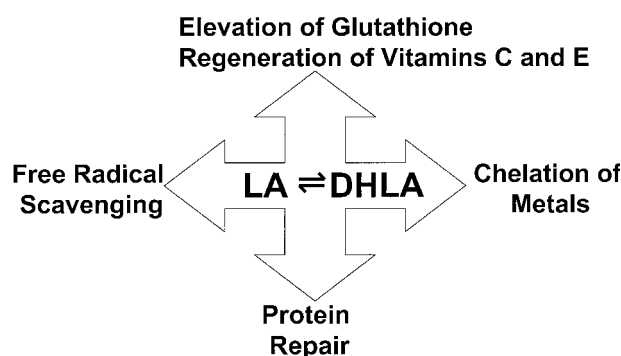 Elevation of Glutathione
Regeneration of Vitamins C and E
Free Radical
Scavenging
LA ⇌ DHLA
Chelation of
Metals
Protein
Repair